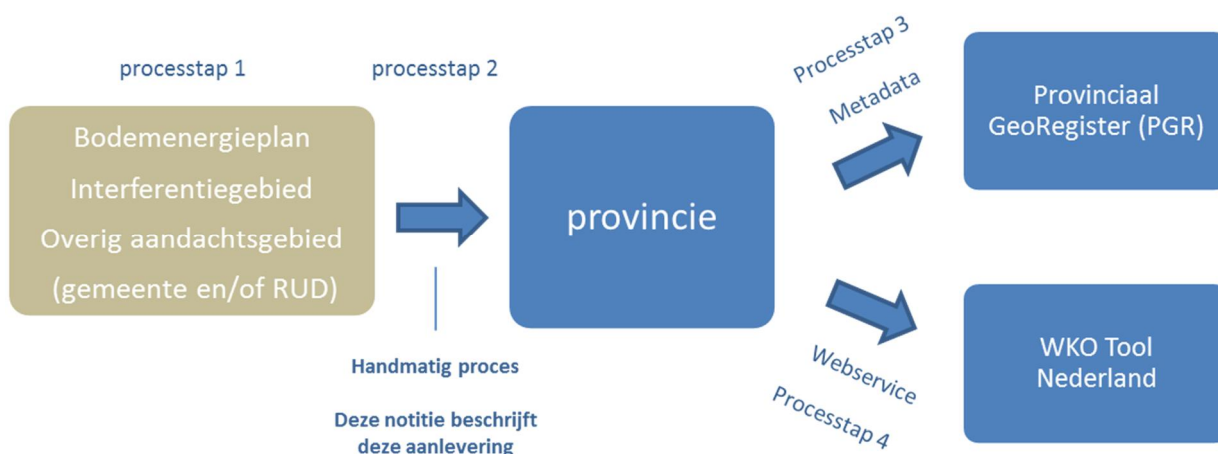 processtap 1
Bodemenergieplan
Interferentiegebied
Overig aandachtsgebied
(gemeente en/of RUD)
processtap 2
Handmatig proces
Deze notitie beschrijft
deze aanlevering
provincie
Processtap 3
Metadata
Provinciaal
GeoRegister (PGR)
Webservice
Processtap 4
WKO Tool
Nederland